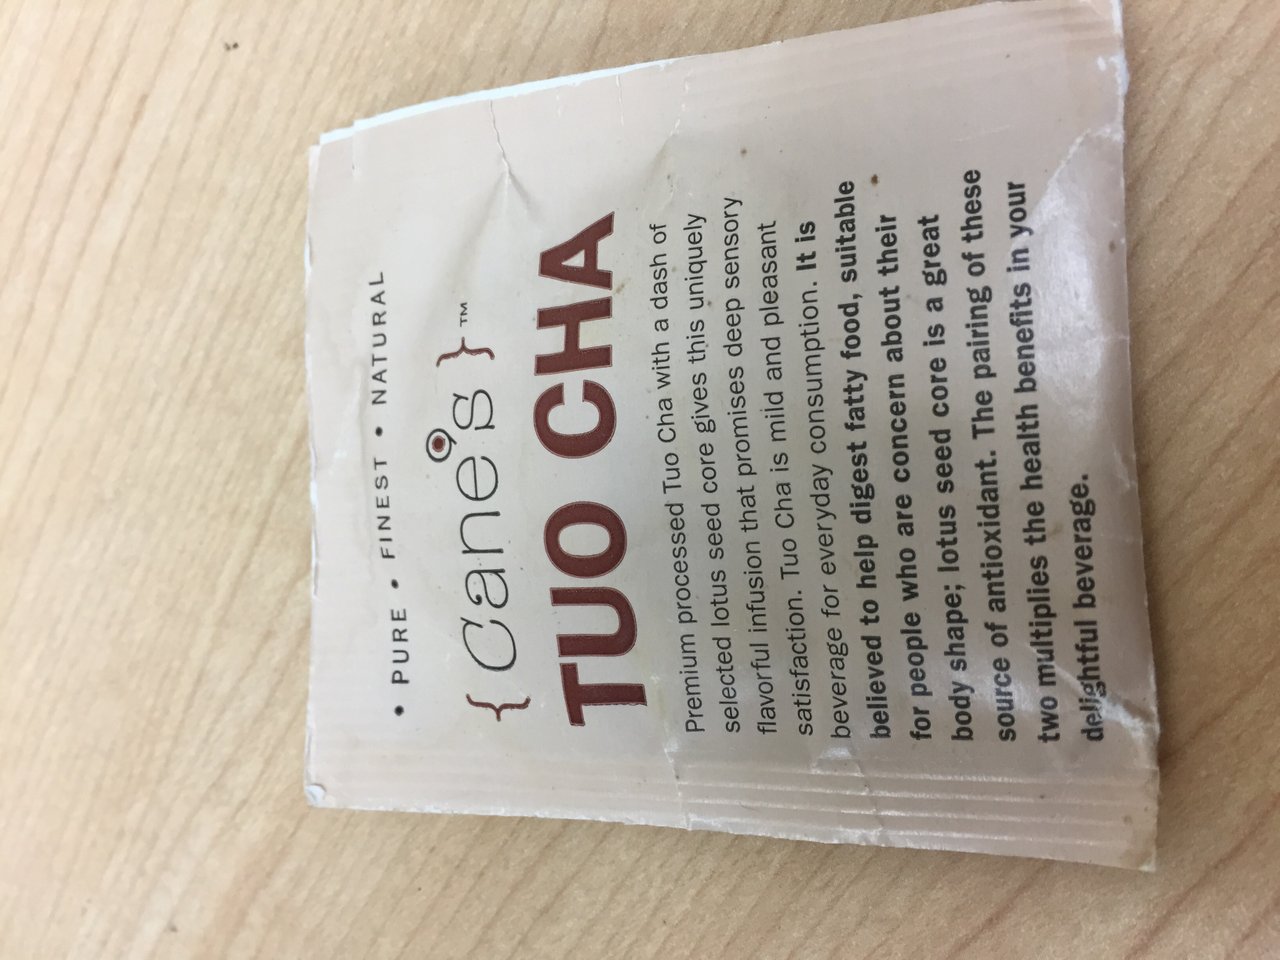 • PURE • FINEST • NATURAL
{ Cane's }™
TUO CHA
Premium processed Tuo Cha with a dash of
selected lotus seed core gives this uniquely
flavorful infusion that promises deep sensory
satisfaction. Tuo Cha is mild and pleasant
beverage for everyday consumption. It is
believed to help digest fatty food, suitable
for people who are concern about their
body shape; lotus seed core is a great
source of antioxidant. The pairing of these
two multiplies the health benefits in your
delightful beverage.